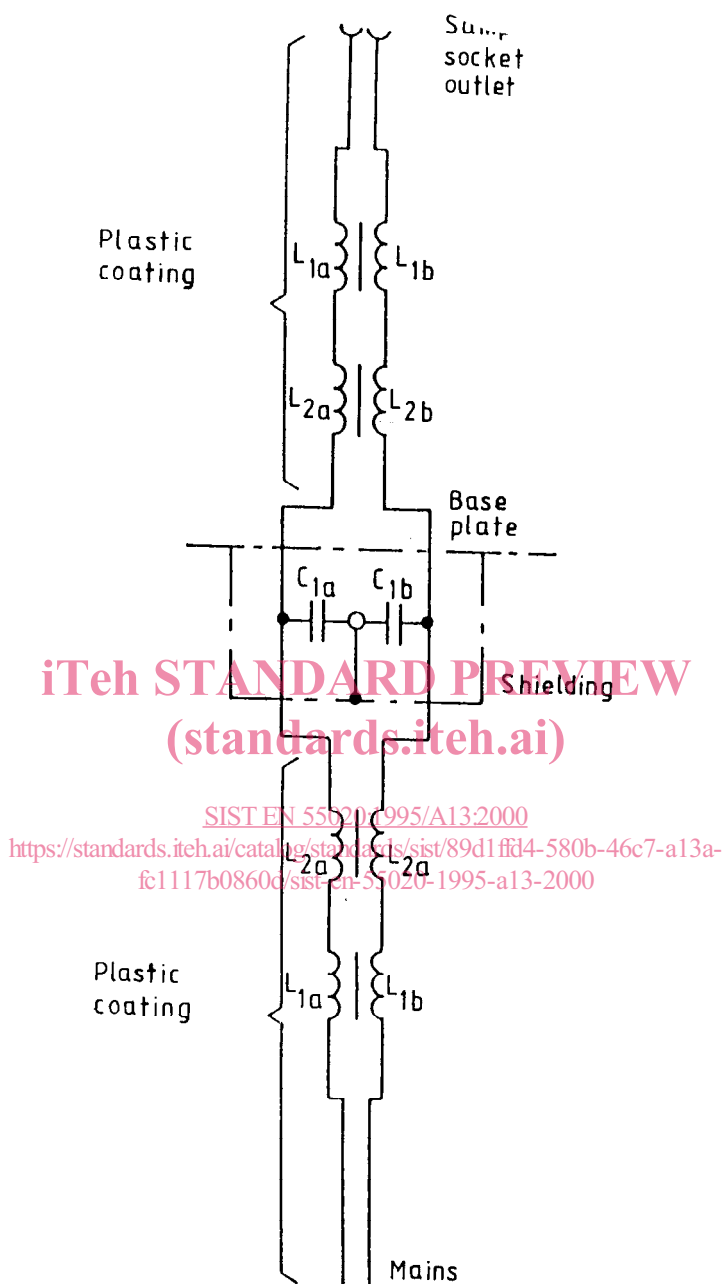 socket
outlet
Plastic
coating
L1a
L1b
L2a
L2b
Base
plate
C1a
C1b
iTeh STANDARD PREVIEW
Shielding
(standards.iteh.ai)
SIST EN 55020:1995/A13:2000
https://standards.iteh.ai/catalog/standards/sist/89d1ffd4-580b-46c7-a13a-
fc1117b0860d/sist-en-55020-1995-a13-2000
L2a
L2a
Plastic
coating
L1a
L1b
Mains